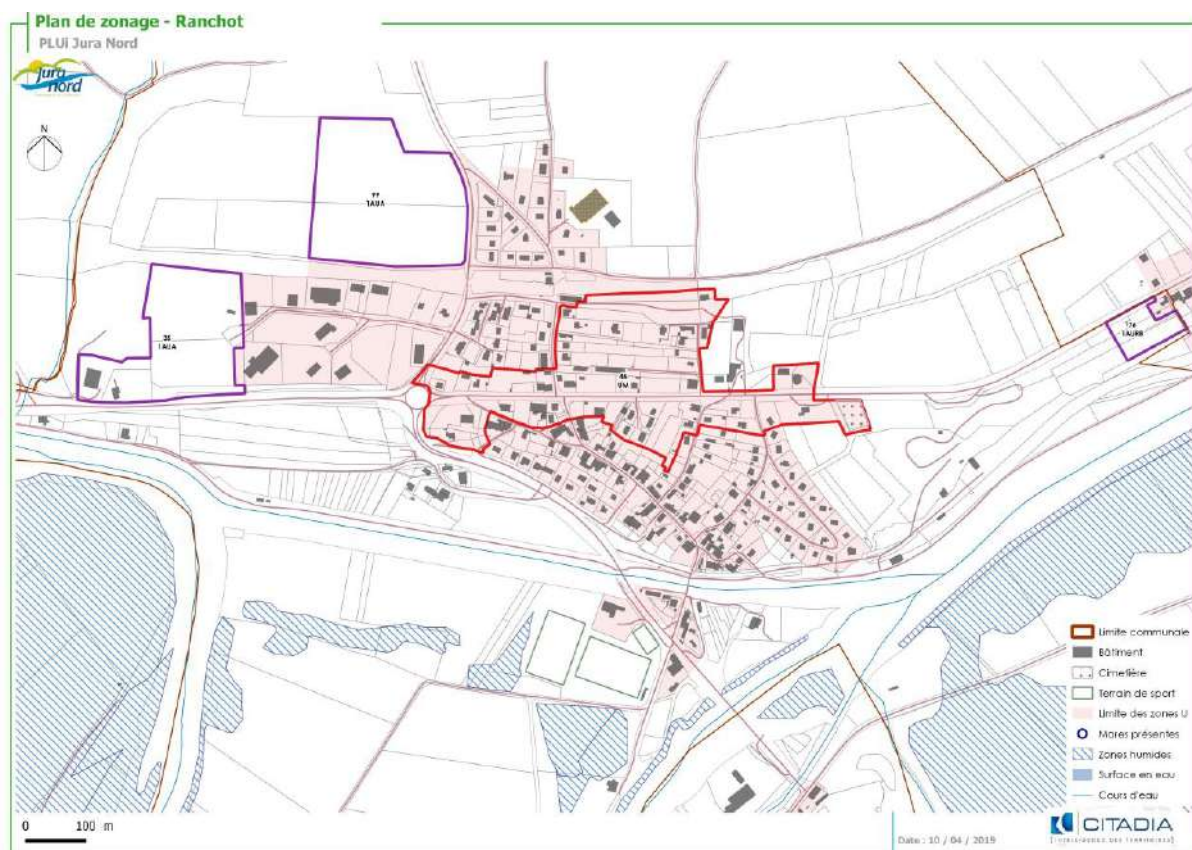 Plan de zonage - Ranchot
PLUi Jura Nord
Jura
nord
N
1AUA
1AUA
46
UM
Limite communale
Bâtiment
Cimetière
Terrain de sport
Limite des zones U
Mares présentes
Zones humides
Surface en eau
Cours d'eau
0 100 m
Date : 10 / 04 / 2019
CITADIA